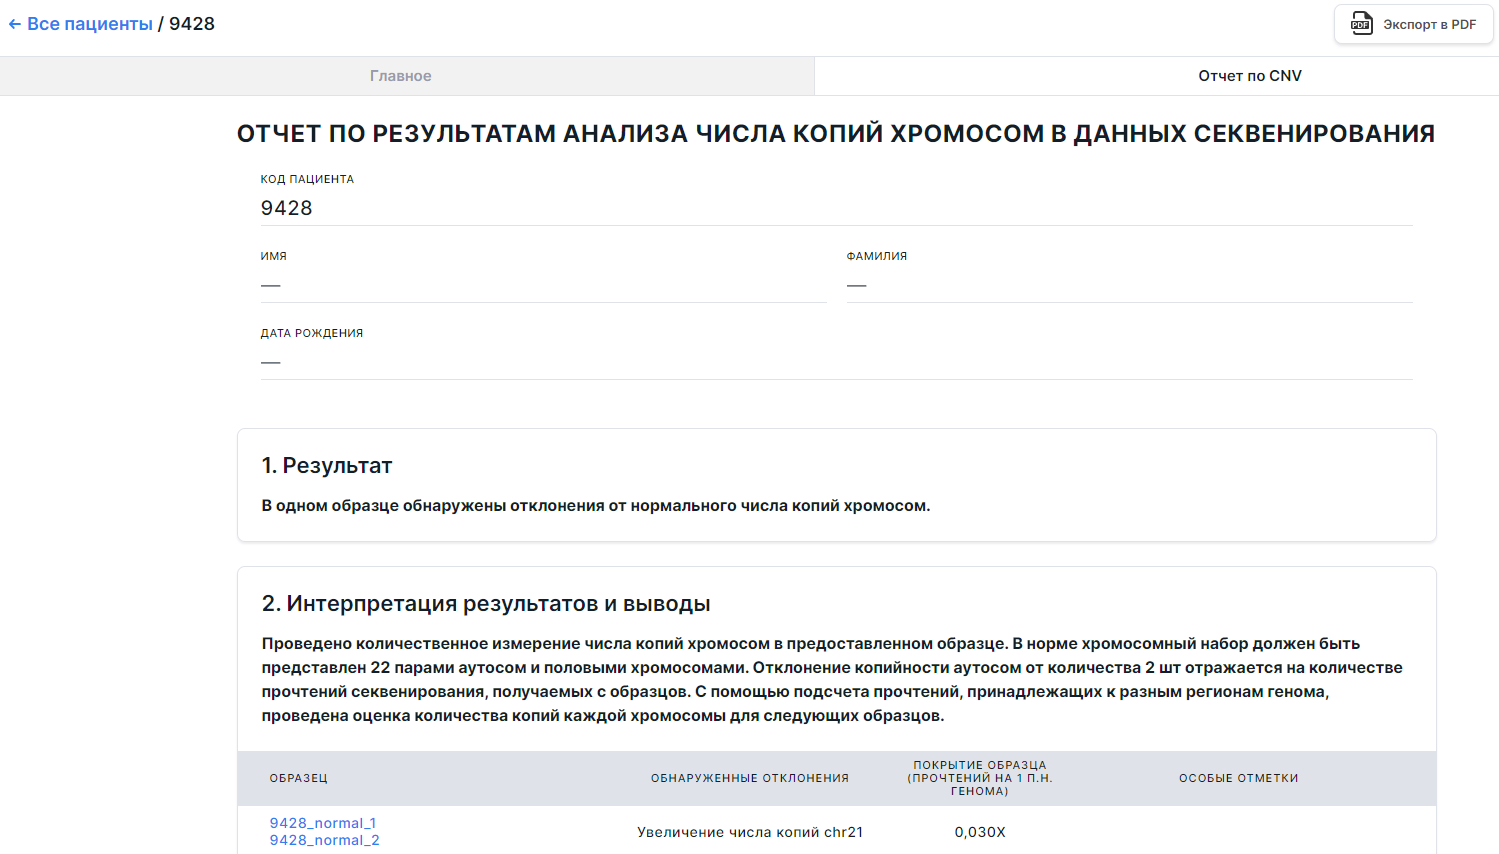 ← Все пациенты / 9428
PDF Экспорт в PDF
Главное
Отчет по CNV
ОТЧЕТ ПО РЕЗУЛЬТАТАМ АНАЛИЗА ЧИСЛА КОПИЙ ХРОМОСОМ В ДАННЫХ СЕКВЕНИРОВАНИЯ
КОД ПАЦИЕНТА
9428
ИМЯ
—
ФАМИЛИЯ
—
ДАТА РОЖДЕНИЯ
—
1. Результат
В одном образце обнаружены отклонения от нормального числа копий хромосом.
2. Интерпретация результатов и выводы
Проведено количественное измерение числа копий хромосом в предоставленном образце. В норме хромосомный набор должен быть
представлен 22 парами аутосом и половыми хромосомами. Отклонение копийности аутосом от количества 2 шт отражается на количестве
прочтений секвенирования, получаемых с образцов. С помощью подсчета прочтений, принадлежащих к разным регионам генома,
проведена оценка количества копий каждой хромосомы для следующих образцов.
ОБРАЗЕЦ
ОБНАРУЖЕННЫЕ ОТКЛОНЕНИЯ
ПОКРЫТИЕ ОБРАЗЦА
(ПРОЧТЕНИЙ НА 1 П.Н.
ГЕНОМА)
ОСОБЫЕ ОТМЕТКИ
9428_normal_1
9428_normal_2
Увеличение числа копий chr21
0,030X